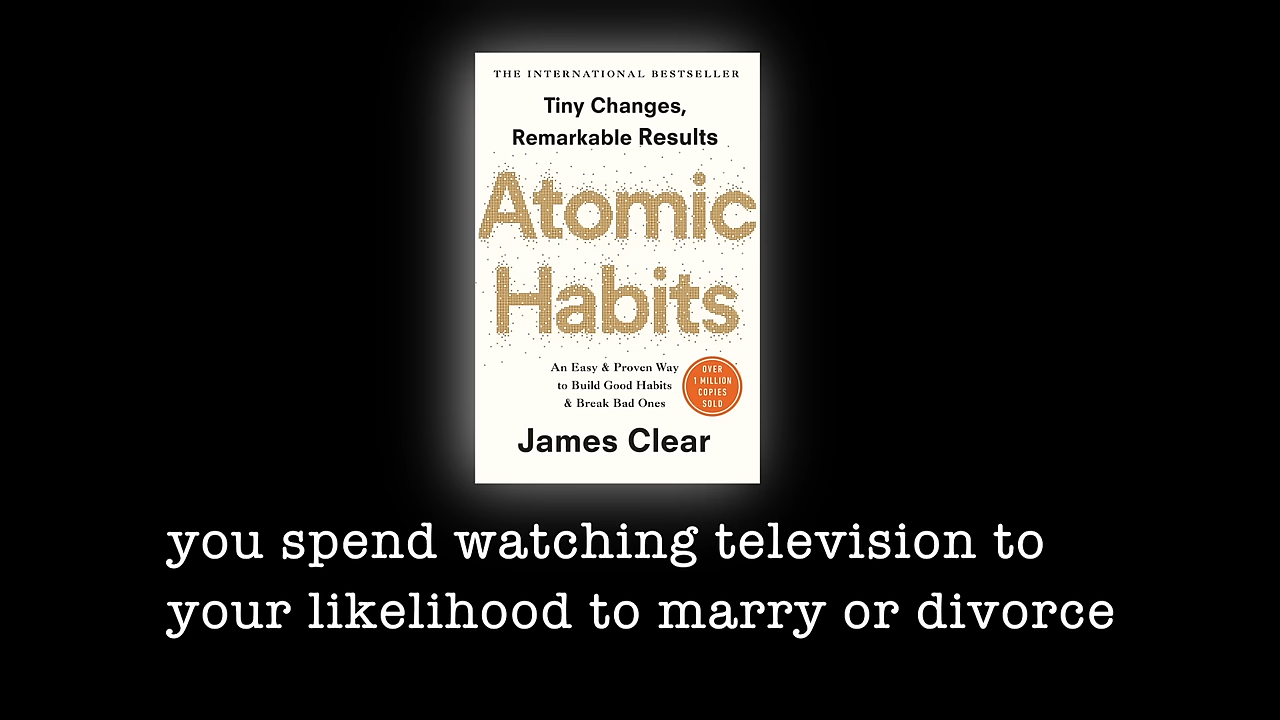 THE INTERNATIONAL BESTSELLER
Tiny Changes,
Remarkable Results
Atomic
Habits
An Easy & Proven Way
to Build Good Habits
& Break Bad Ones
OVER
1 MILLION
COPIES
SOLD
James Clear
you spend watching television to
your likelihood to marry or divorce